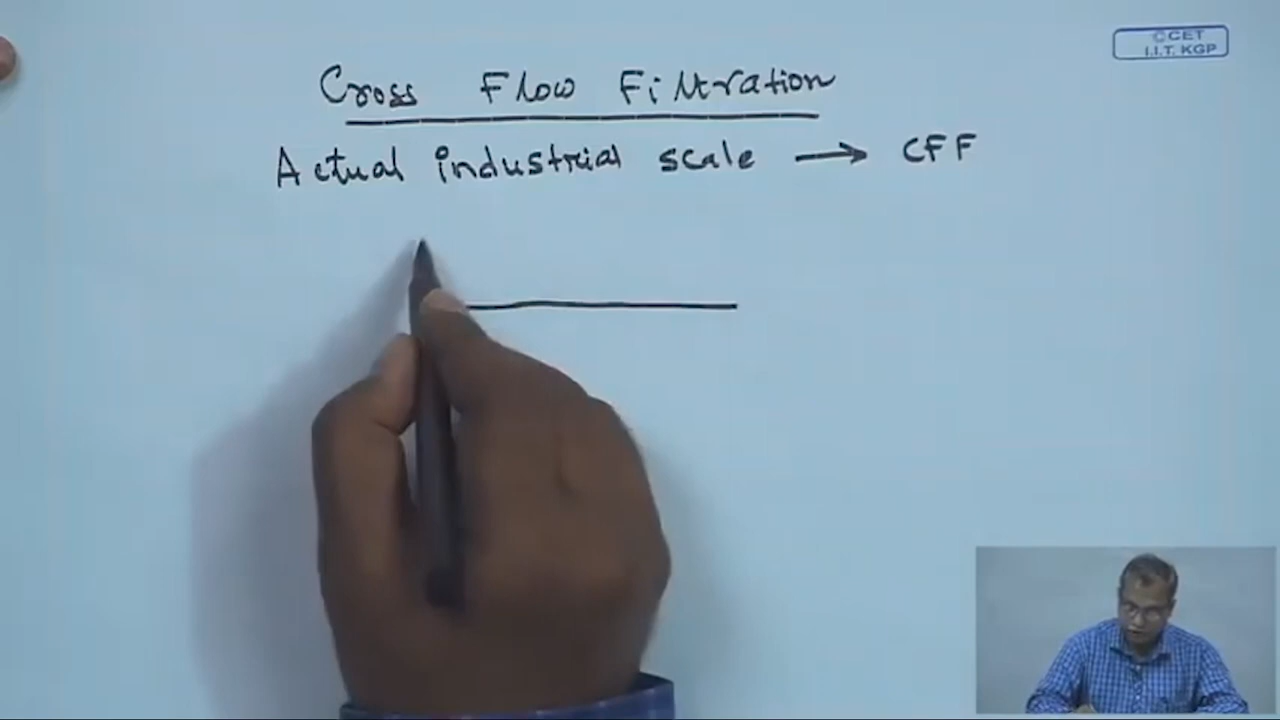 ©CET
I.I.T. KGP
Cross Flow Filtration
Actual industrial scale → CFF